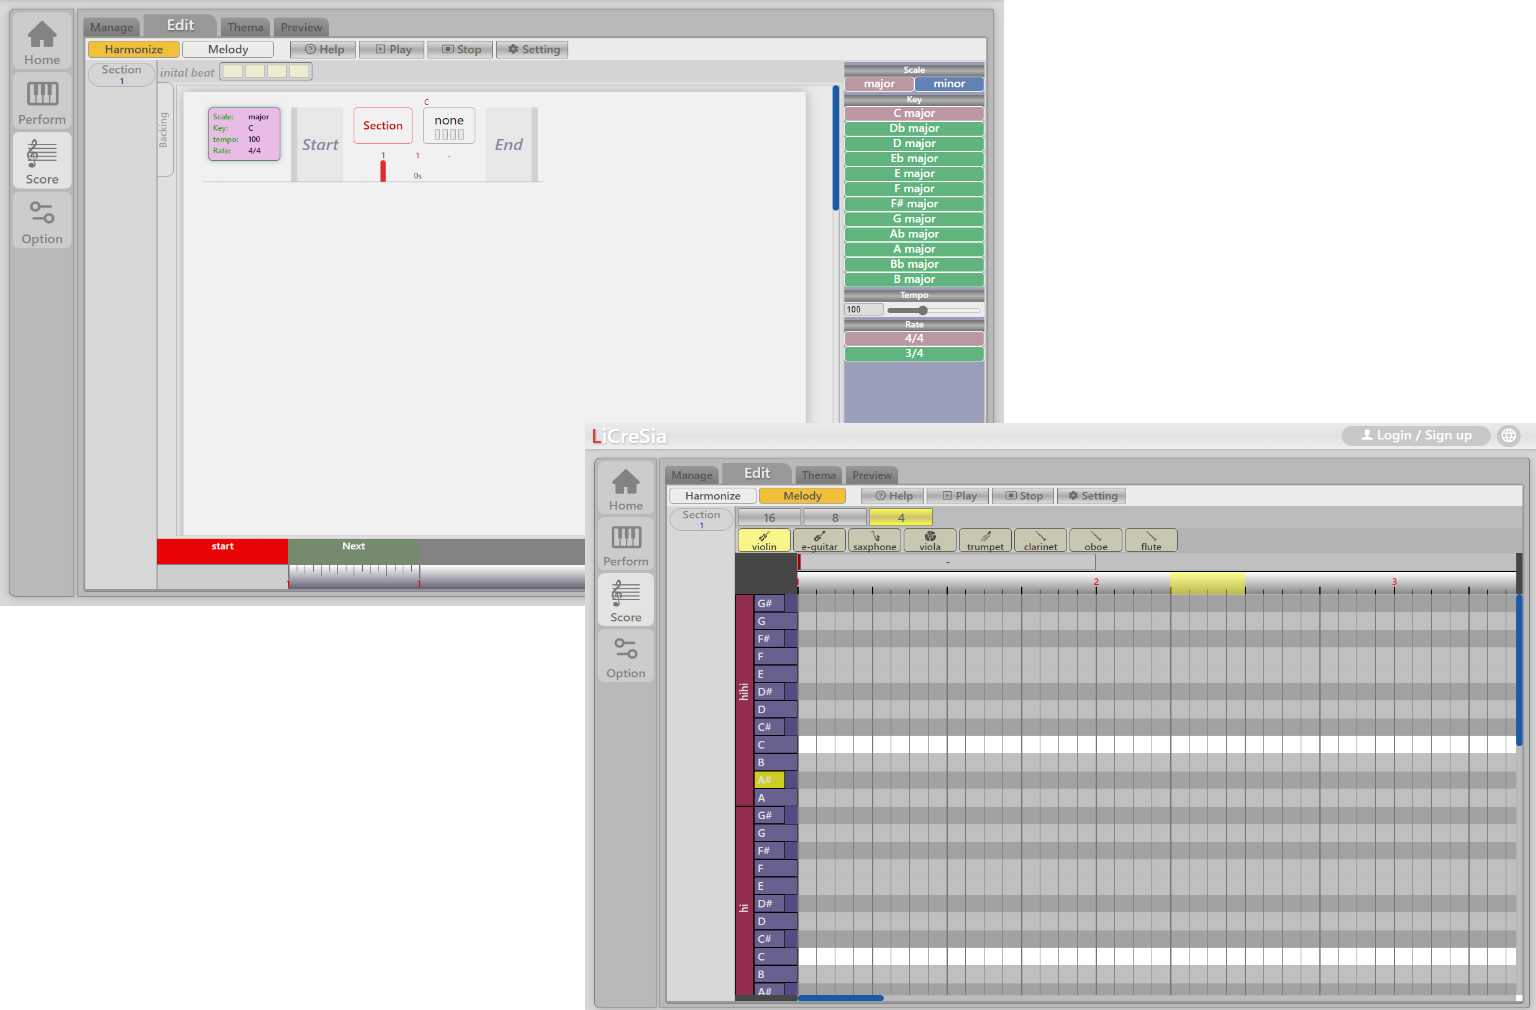 Manage Edit Thema Preview
Harmonize Melody Help Play Stop Setting
Home
Perform
Score
Option
Section
1
inital beat
Backing
Scale: major
Key: C
tempo: 100
Rate: 4/4
Start
Section
C
none
End
1 1 -
0s
Scale
major minor
Key
C major
Db major
D major
Eb major
E major
F major
F# major
G major
Ab major
A major
Bb major
B major
Tempo
100
Rate
4/4
3/4
start Next
1 1
LiCreSia Login / Sign up
Manage Edit Thema Preview
Harmonize Melody Help Play Stop Setting
Home
Perform
Score
Option
Section
1
16 8 4
violin e-guitar saxphone viola trumpet clarinet oboe flute
-
1 2 3
hihi
G#
G
F#
F
E
D#
D
C#
C
B
A#
A
hi
G#
G
F#
F
E
D#
D
C#
C
B
A#